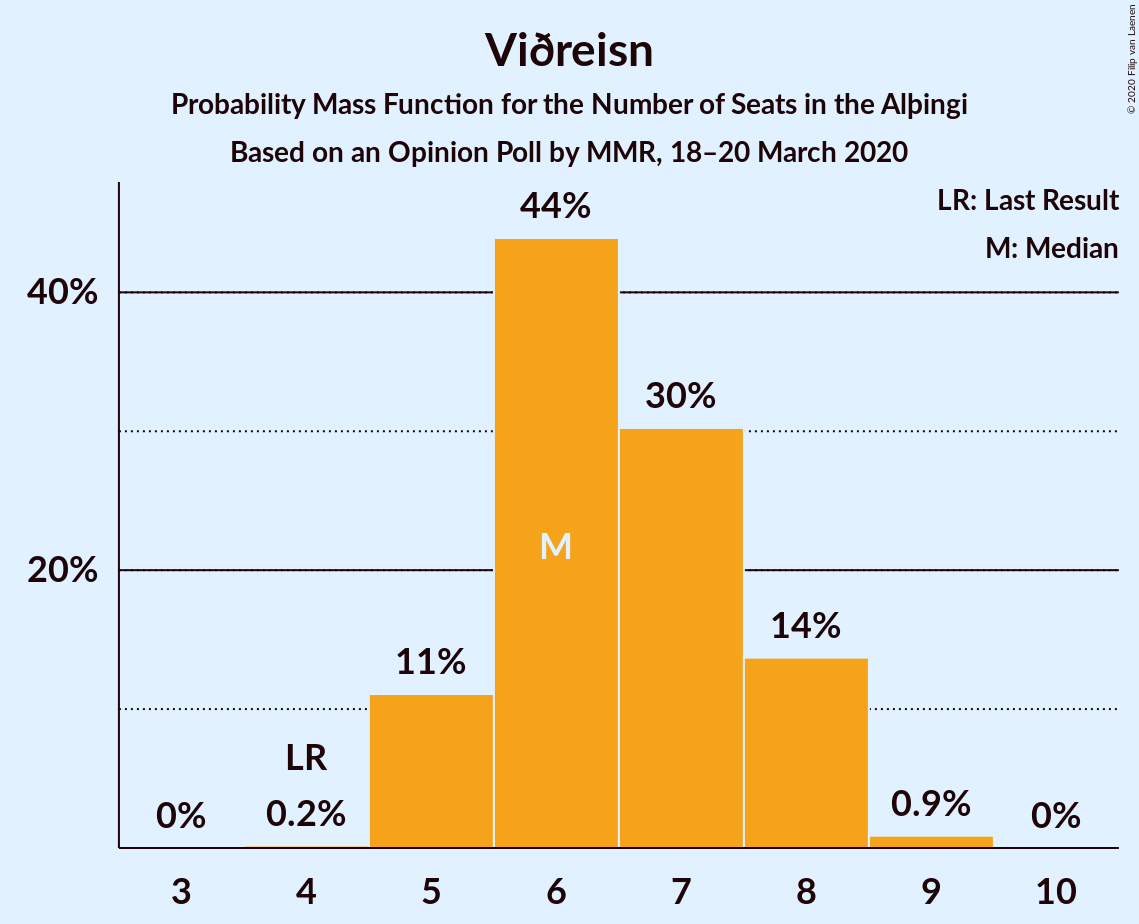 Viðreisn
Probability Mass Function for the Number of Seats in the Alþingi
Based on an Opinion Poll by MMR, 18–20 March 2020
© 2020 Filip van Laenen
LR: Last Result
M: Median
44%
40%
30%
M
20%
14%
11%
LR
0% 0.2% 0.9% 0%
3 4 5 6 7 8 9 10